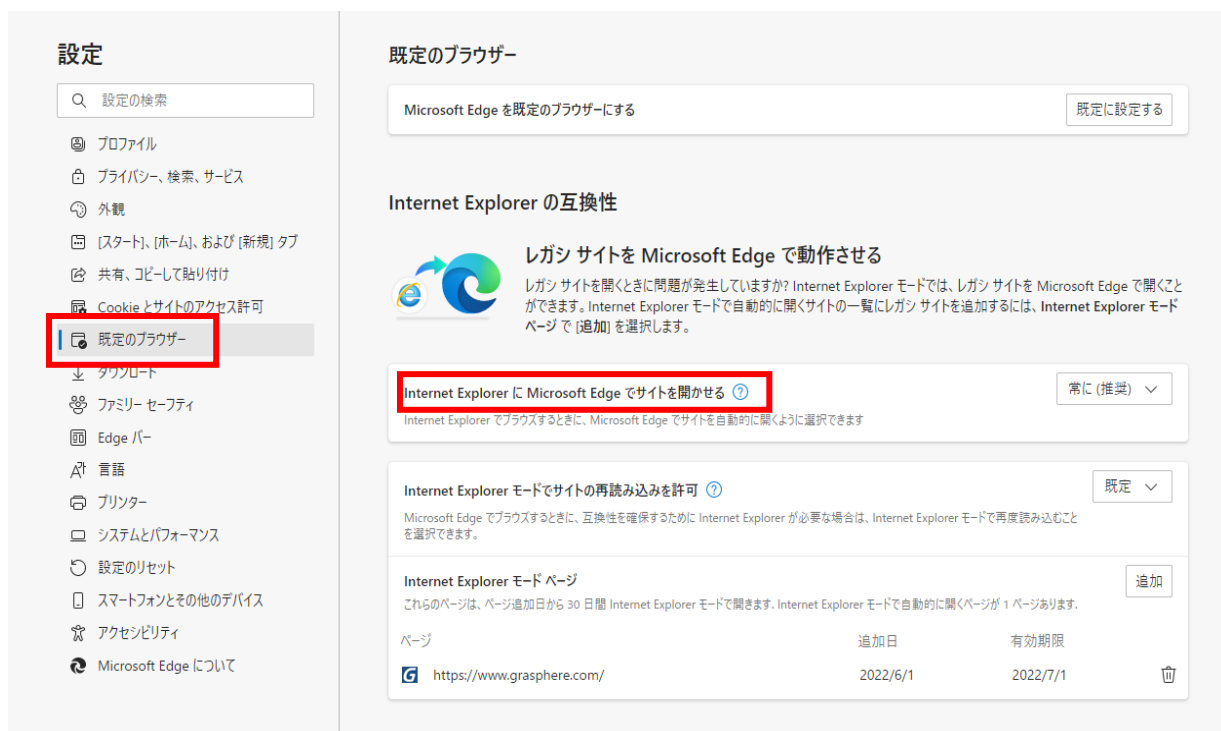 設定
設定の検索
プロファイル
プライバシー、検索、サービス
外観
[スタート]、[ホーム]、および [新規] タブ
共有、コピーして貼り付け
Cookie とサイトのアクセス許可
既定のブラウザー
ダウンロード
ファミリー セーフティ
Edge バー
言語
プリンター
システムとパフォーマンス
設定のリセット
スマートフォンとその他のデバイス
アクセシビリティ
Microsoft Edge について
既定のブラウザー
Microsoft Edge を既定のブラウザーにする
既定に設定する
Internet Explorer の互換性
レガシ サイトを Microsoft Edge で動作させる
レガシ サイトを開くときに問題が発生していますか? Internet Explorer モードでは、レガシ サイトを Microsoft Edge で開くこと
ができます。Internet Explorer モードで自動的に開くサイトの一覧にレガシ サイトを追加するには、Internet Explorer モード
ページ で [追加] を選択します。
Internet Explorer に Microsoft Edge でサイトを開かせる
常に (推奨)
Internet Explorer でブラウズするときに、Microsoft Edge でサイトを自動的に開くように選択できます
Internet Explorer モードでサイトの再読み込みを許可
既定
Microsoft Edge でブラウズするときに、互換性を確保するために Internet Explorer が必要な場合は、Internet Explorer モードで再度読み込むこと
を選択できます。
Internet Explorer モード ページ
追加
これらのページは、ページ追加日から 30 日間 Internet Explorer モードで開きます. Internet Explorer モードで自動的に開くページが 1 ページあります.
ページ 追加日 有効期限
https://www.grasphere.com/ 2022/6/1 2022/7/1